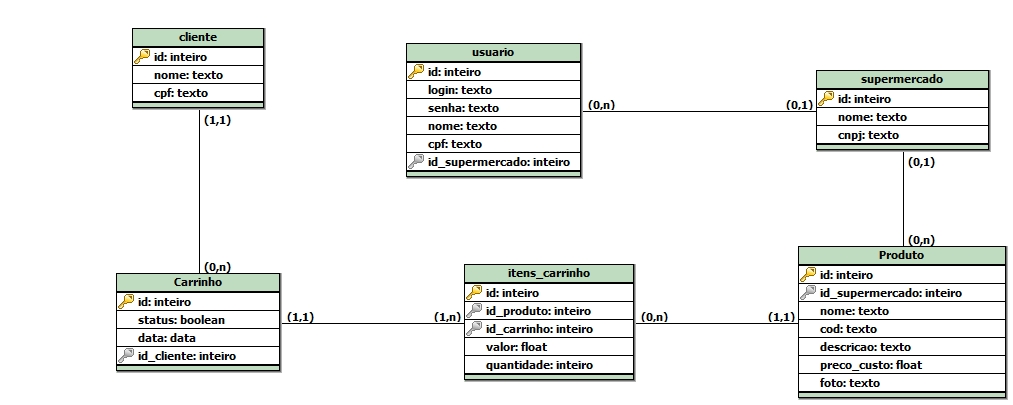 cliente
id: inteiro
nome: texto
cpf: texto
(1,1)
(0,n)
usuario
id: inteiro
login: texto
senha: texto
nome: texto
cpf: texto
id_supermercado: inteiro
(0,n)
(0,1)
supermercado
id: inteiro
nome: texto
cnpj: texto
(0,1)
(0,n)
Carrinho
id: inteiro
status: boolean
data: data
id_cliente: inteiro
(1,1)
(1,n)
itens_carrinho
id: inteiro
id_produto: inteiro
id_carrinho: inteiro
valor: float
quantidade: inteiro
(0,n)
(1,1)
Produto
id: inteiro
id_supermercado: inteiro
nome: texto
cod: texto
descricao: texto
preco_custo: float
foto: texto